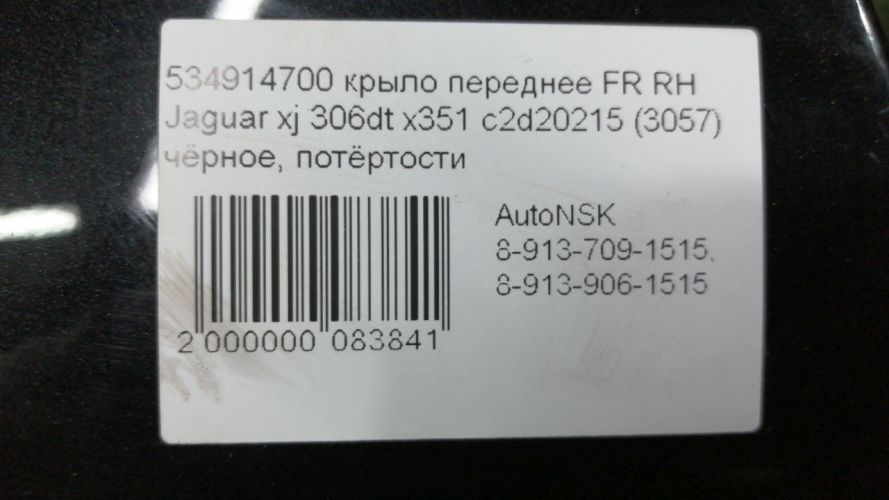 534914700 крыло переднее FR RH
Jaguar xj 306dt x351 c2d20215 (3057)
чёрное, потёртости
AutoNSK
8-913-709-1515,
8-913-906-1515
2 000000 083841